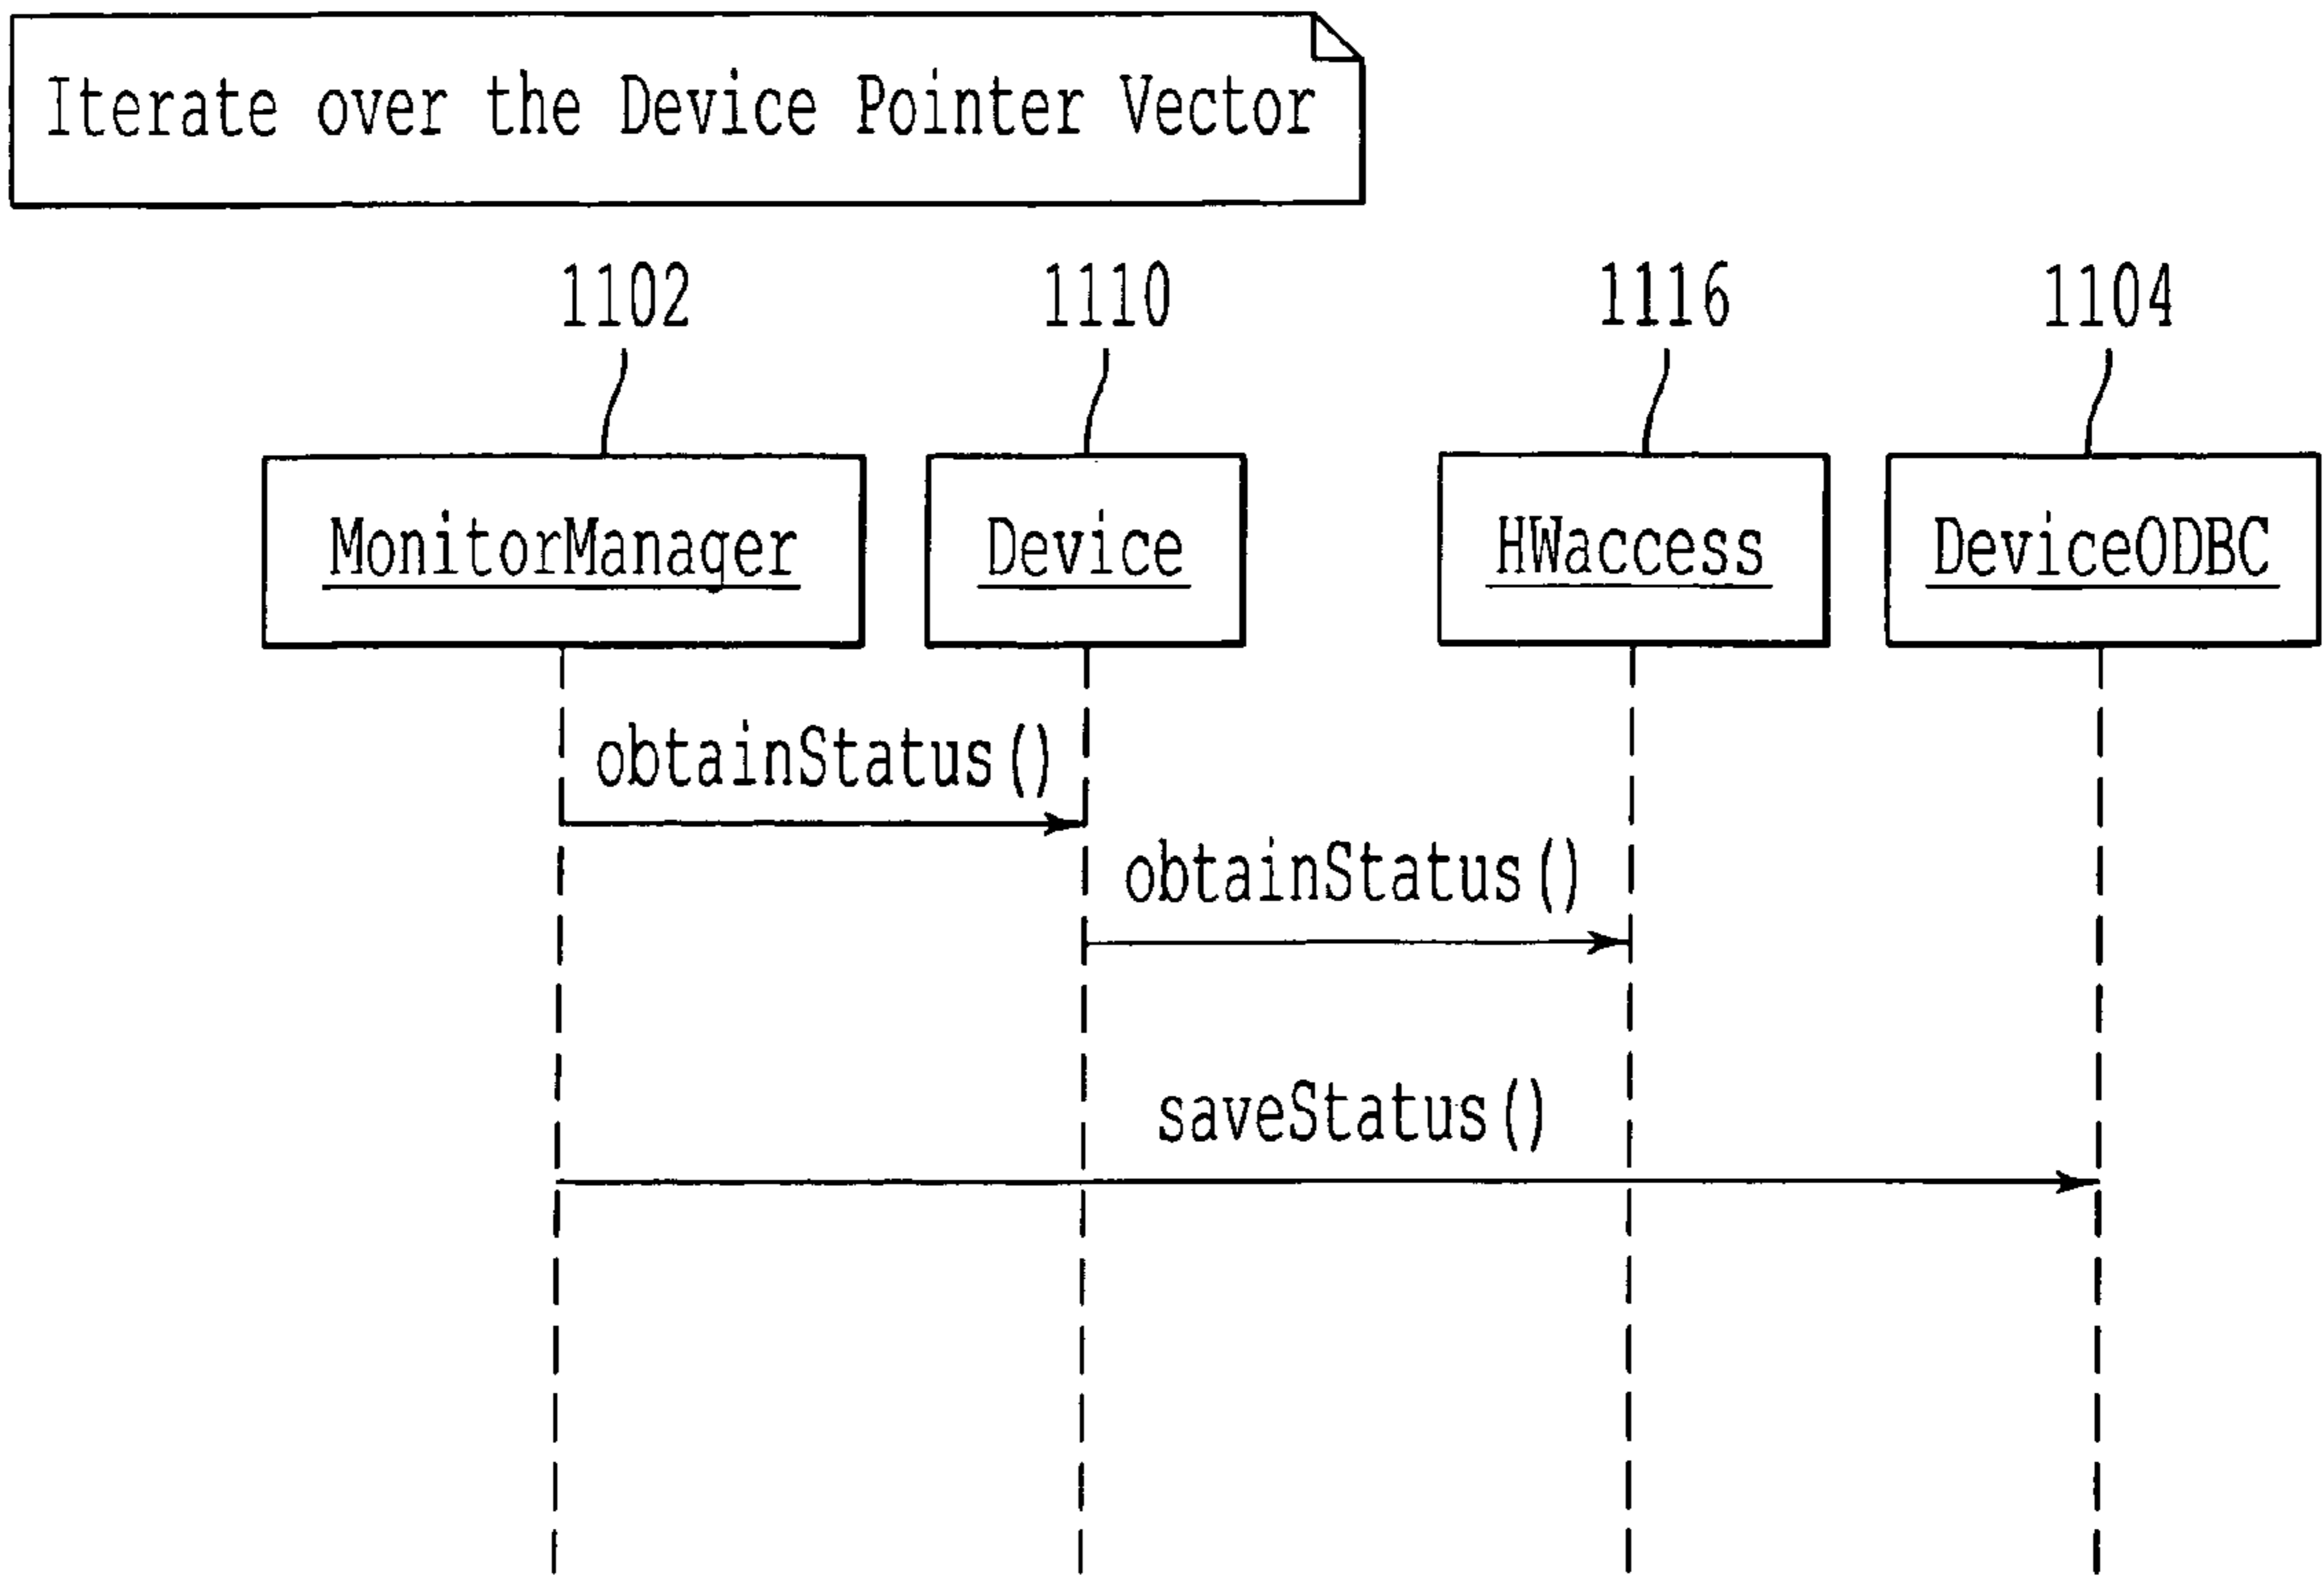 Iterate over the Device Pointer Vector
1102 1110 1116 1104
MonitorManager Device HWaccess DeviceODBC
obtainStatus()
obtainStatus()
saveStatus()